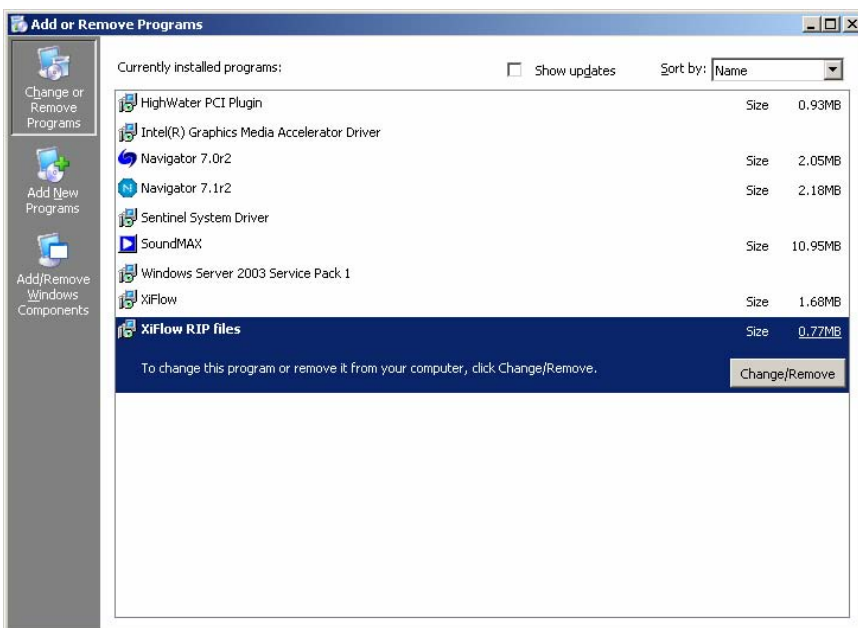 Add or Remove Programs
Change or
Remove
Programs
Add New
Programs
Add/Remove
Windows
Components
Currently installed programs:
Show updates
Sort by: Name
HighWater PCI Plugin Size 0.93MB
Intel(R) Graphics Media Accelerator Driver
Navigator 7.0r2 Size 2.05MB
Navigator 7.1r2 Size 2.18MB
Sentinel System Driver
SoundMAX Size 10.95MB
Windows Server 2003 Service Pack 1
XiFlow Size 1.68MB
XiFlow RIP files Size 0.77MB
To change this program or remove it from your computer, click Change/Remove. Change/Remove